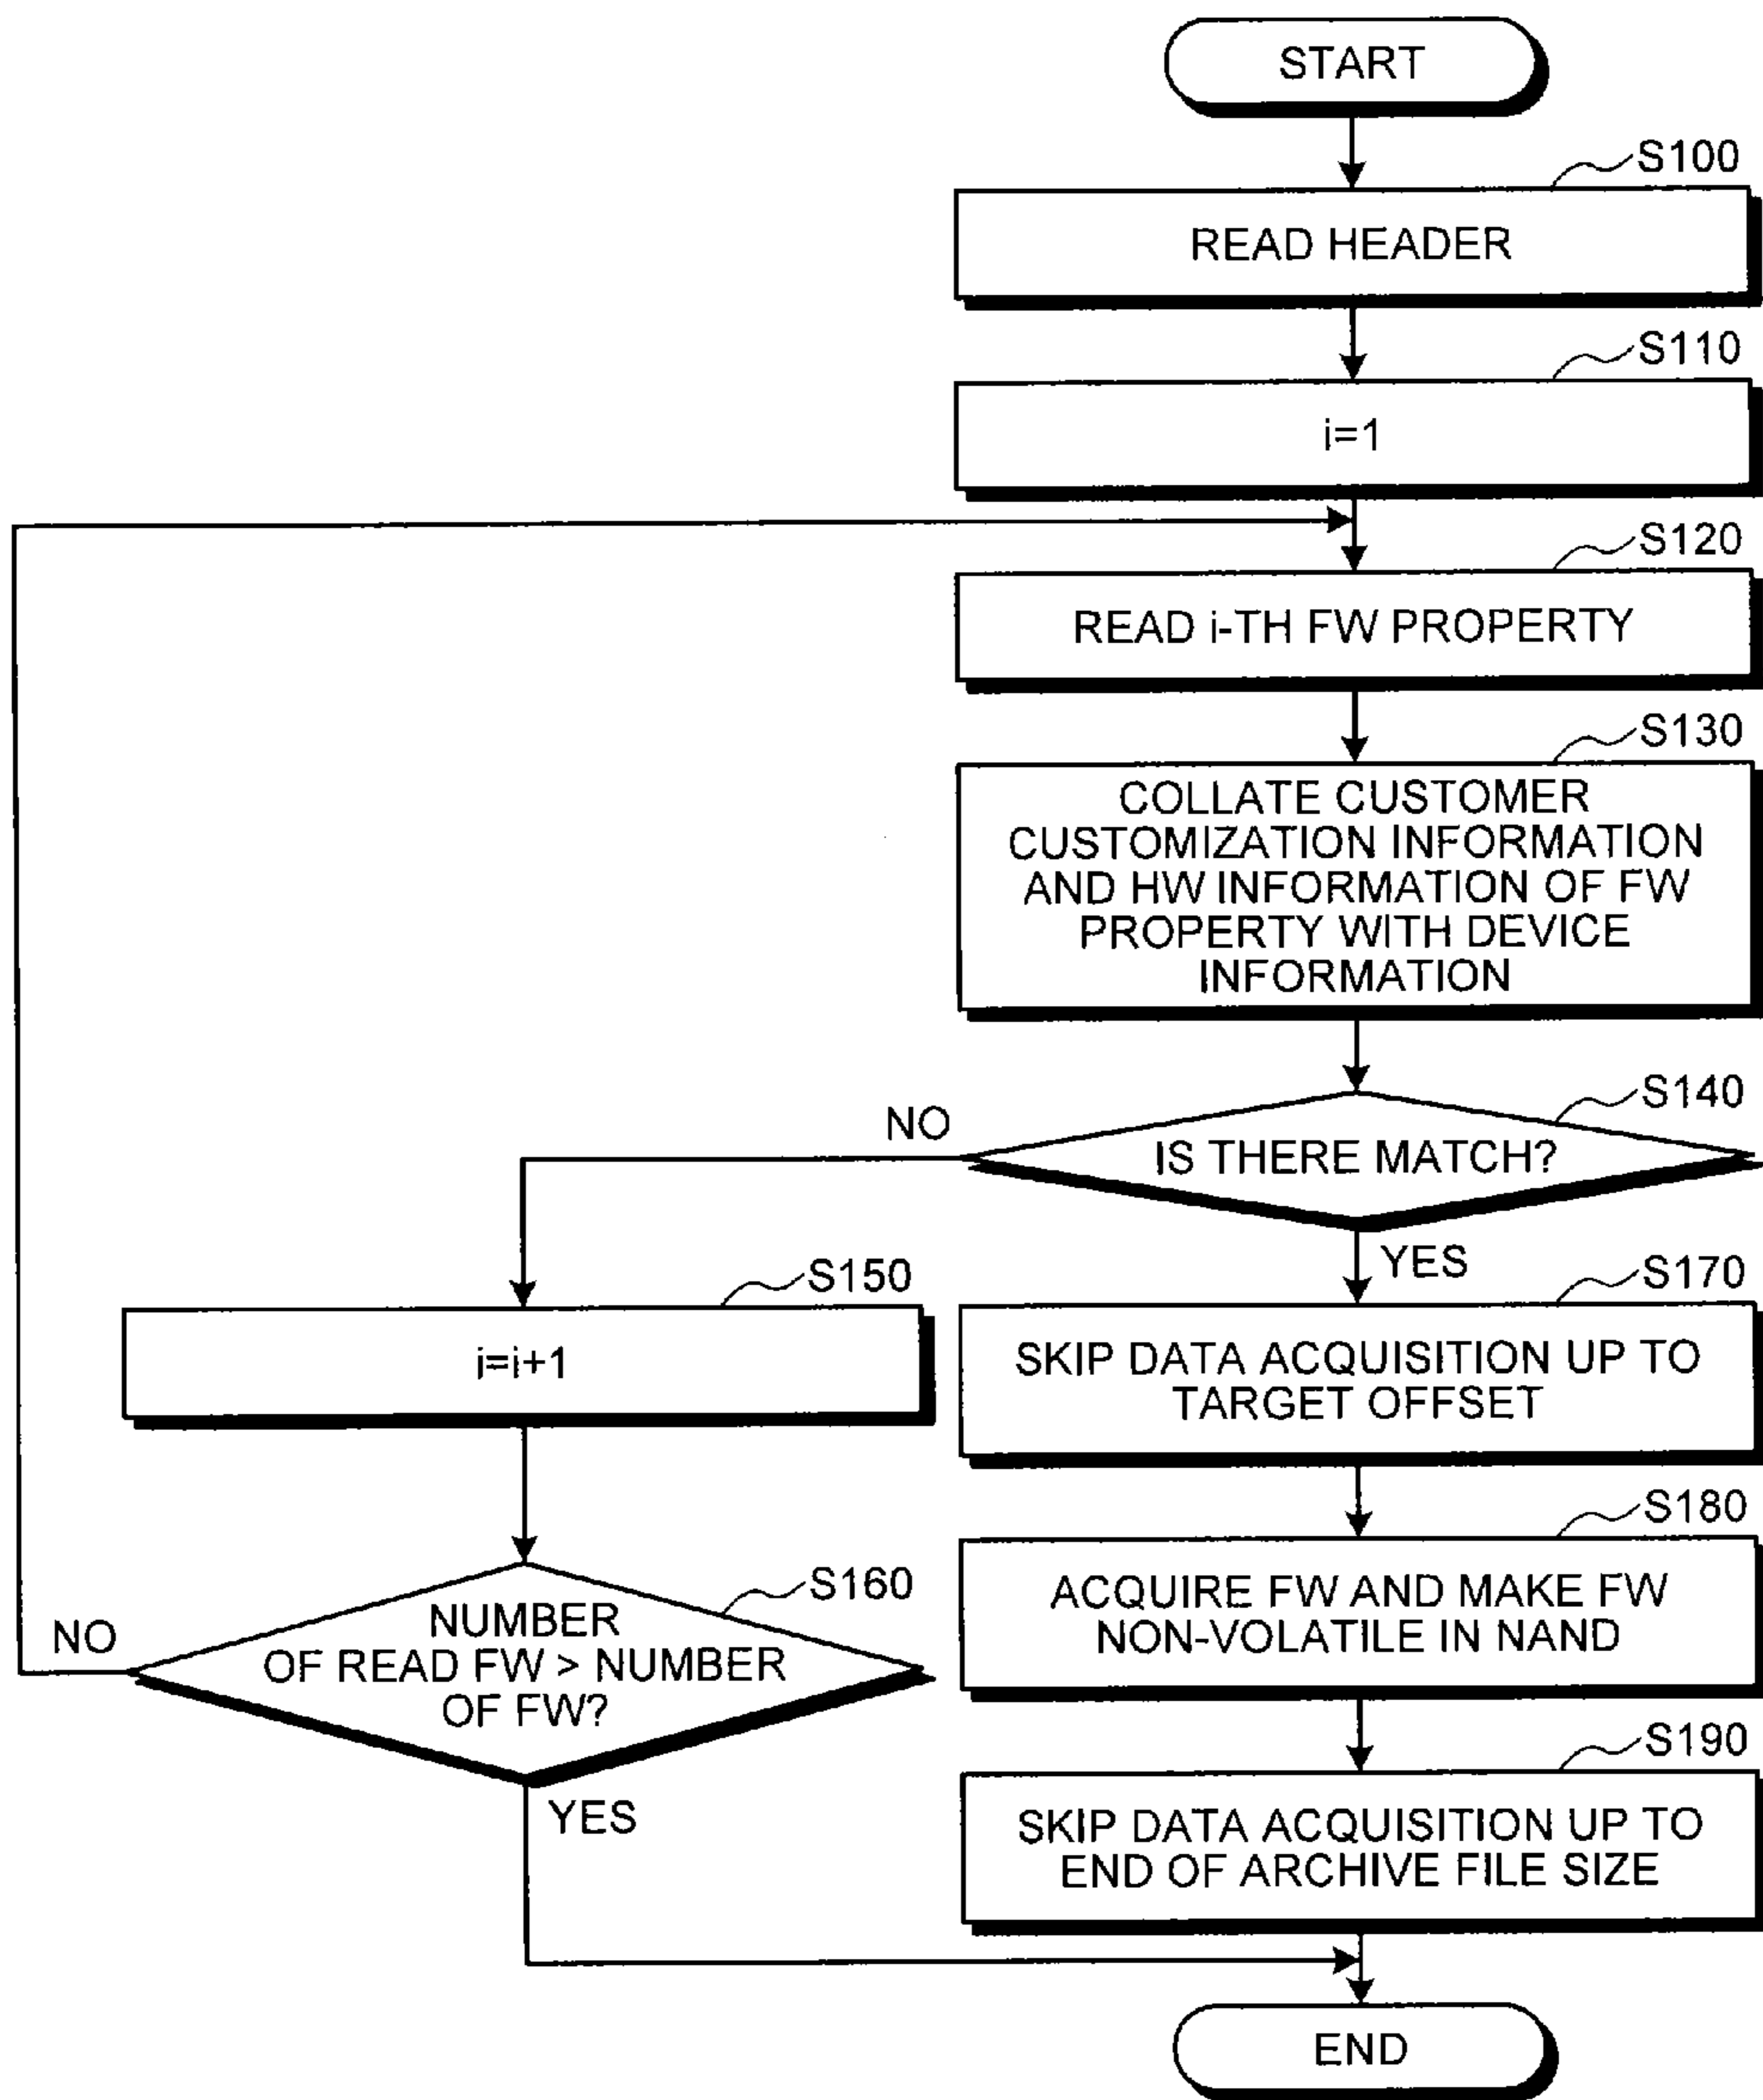 START
S100
READ HEADER
S110
i=1
S120
READ i-TH FW PROPERTY
S130
COLLATE CUSTOMER
CUSTOMIZATION INFORMATION
AND HW INFORMATION OF FW
PROPERTY WITH DEVICE
INFORMATION
S140
NO
IS THERE MATCH?
YES
S150
i=i+1
S160
NO
NUMBER
OF READ FW > NUMBER
OF FW?
YES
S170
SKIP DATA ACQUISITION UP TO
TARGET OFFSET
S180
ACQUIRE FW AND MAKE FW
NON-VOLATILE IN NAND
S190
SKIP DATA ACQUISITION UP TO
END OF ARCHIVE FILE SIZE
END